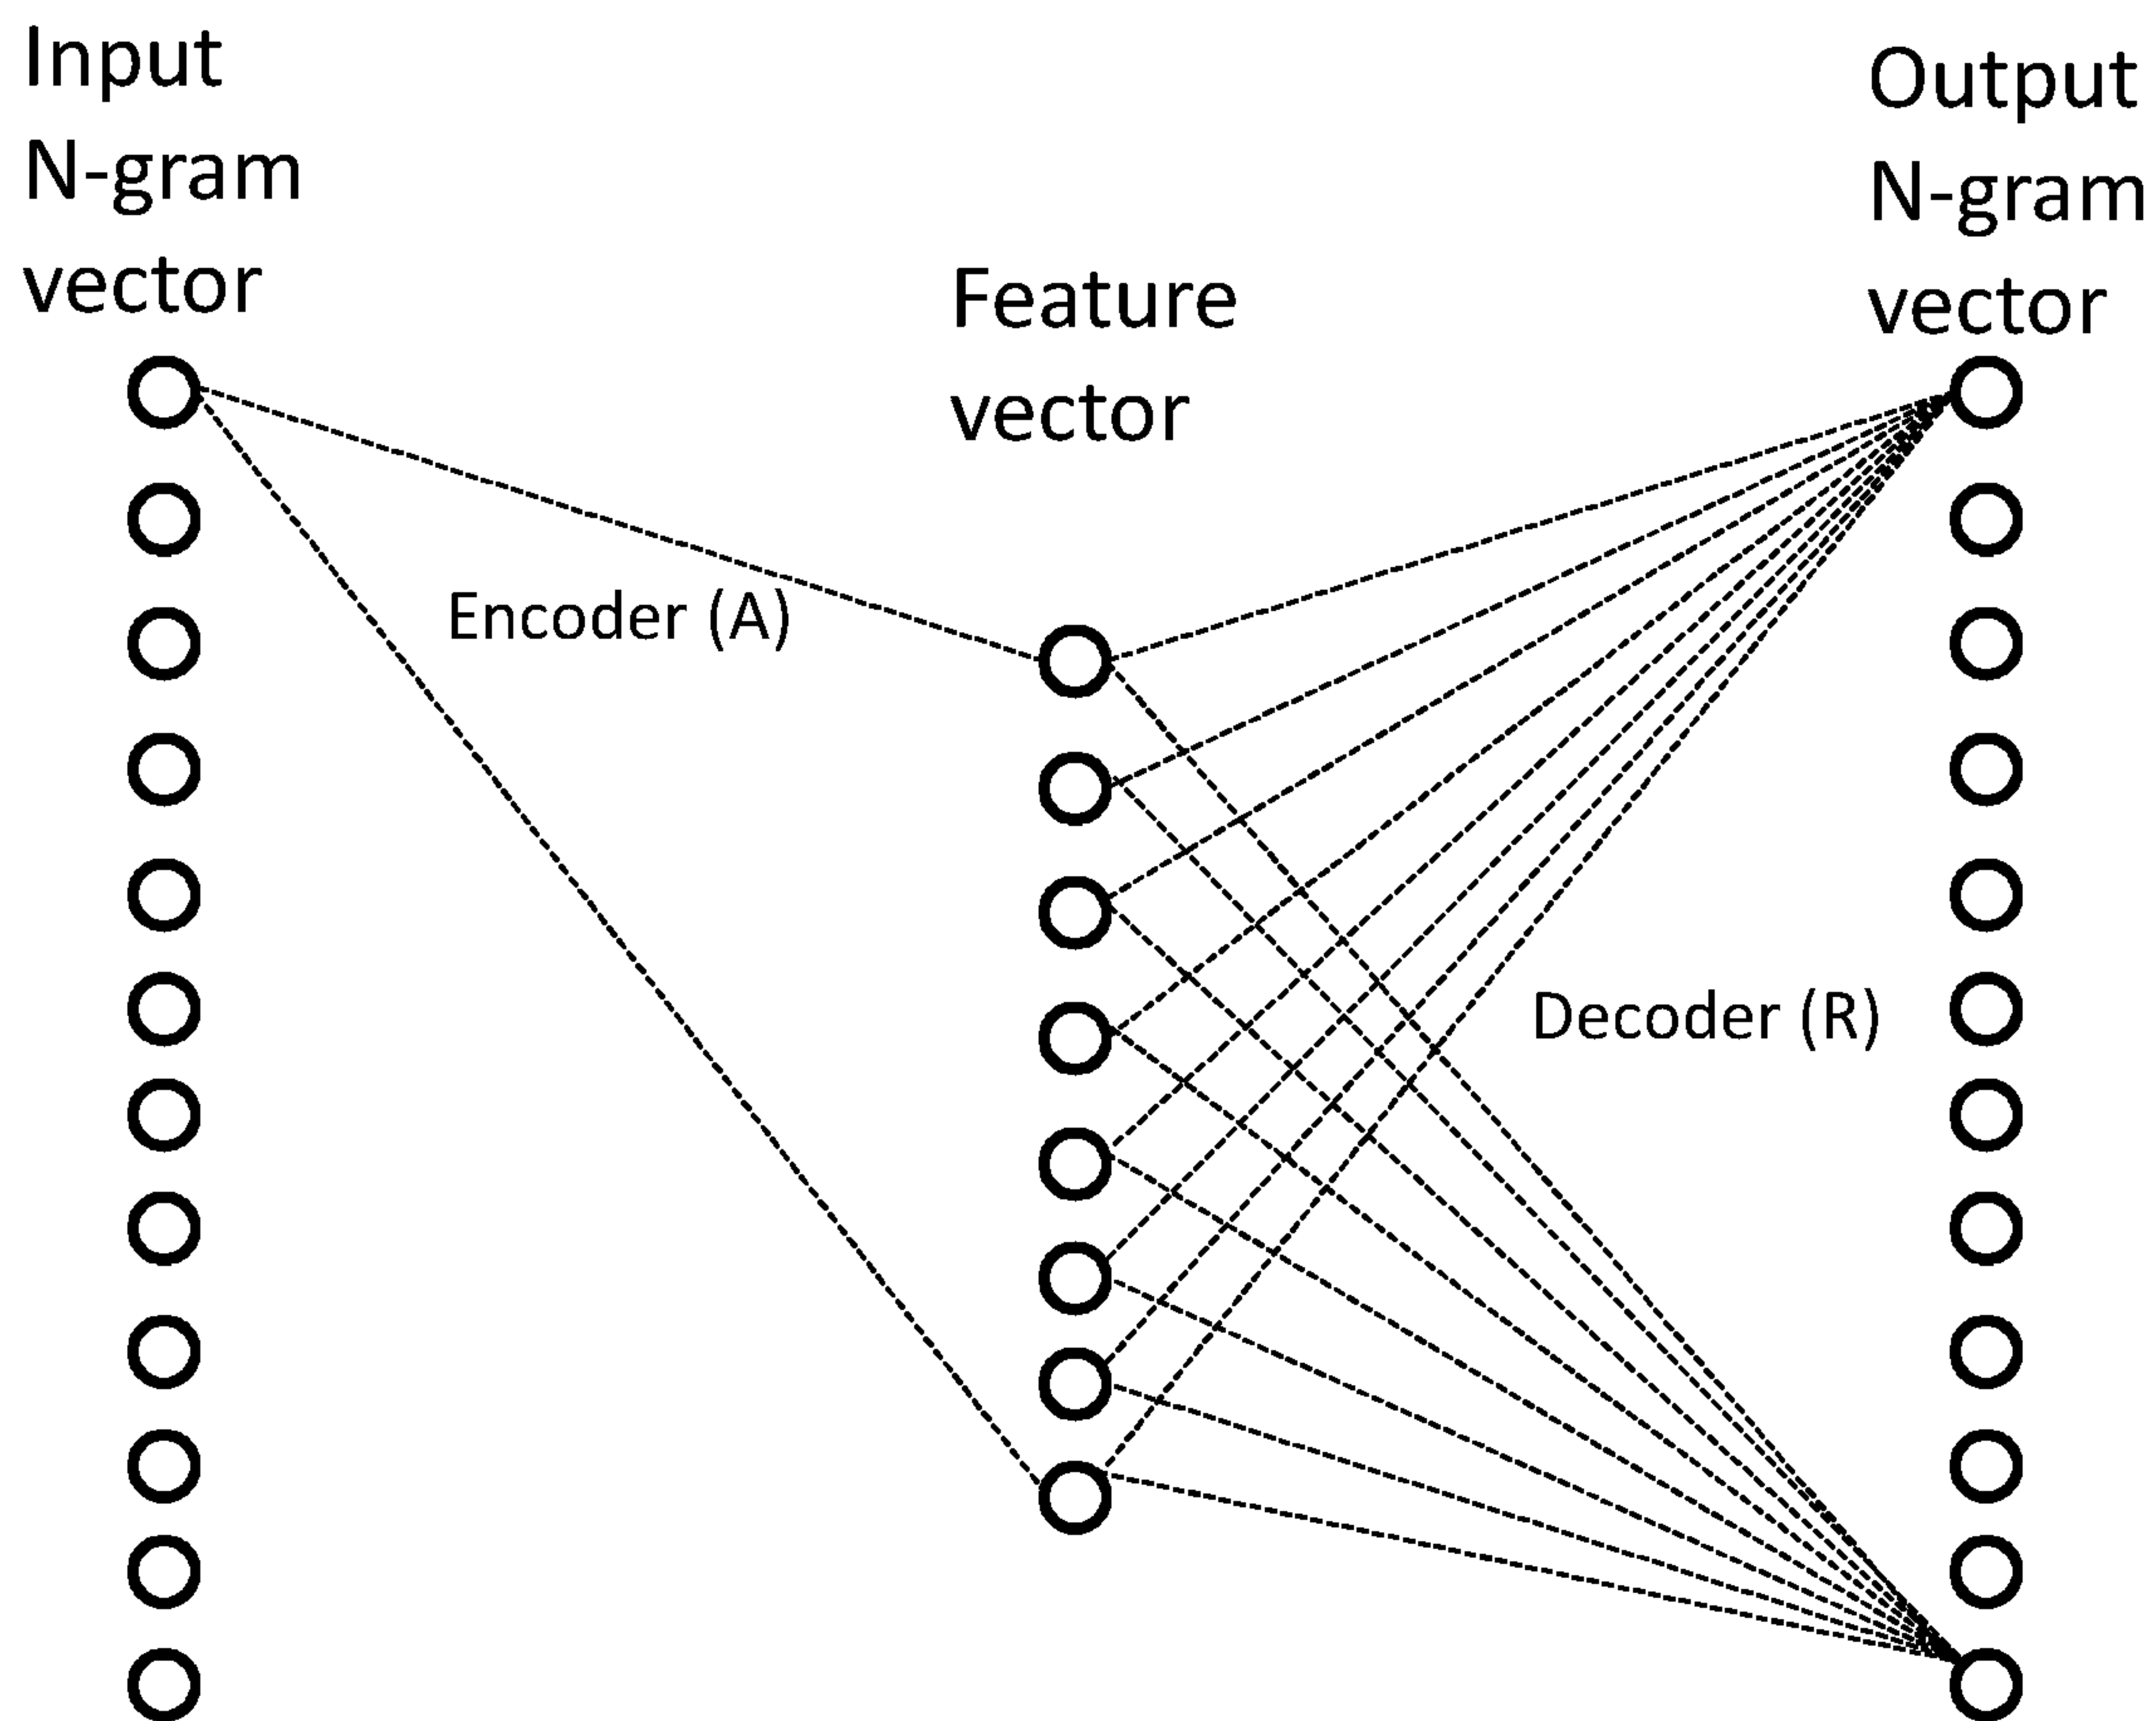 Input
N-gram
vector
Feature
vector
Output
N-gram
vector
Encoder (A)
Decoder (R)